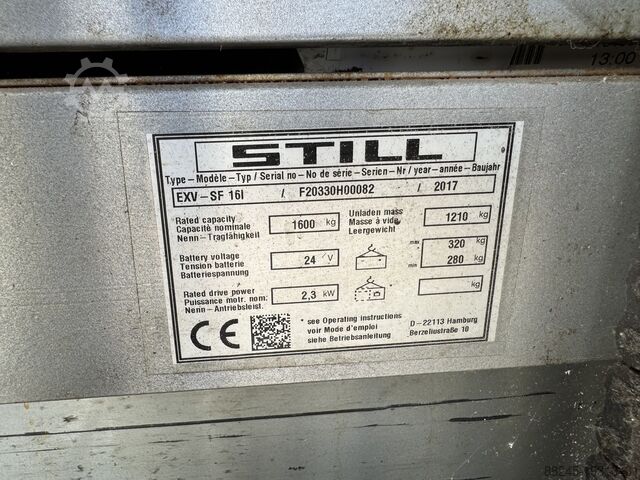 13:00
STILL
Type – Modèle – Typ / Serial no – No de série – Serien – Nr / year – année – Baujahr
EXV – SF 16I / F20330H00082 / 2017
Rated capacity
Capacité nominale
Nenn – Tragfähigkeit
1600 kg
Unladen mass
Masse à vide
Leergewicht
1210 kg
Battery voltage
Tension batterie
Batteriespannung
24 V
max 320 kg
min 280 kg
Rated drive power
Puissance motr. nom.
Nenn – Antriebsleist.
2,3 kW
kg
CE
* see Operating instructions
voir Mode d'emploi
siehe Betriebsanleitung
D – 22113 Hamburg
Berzeliusstraße 10